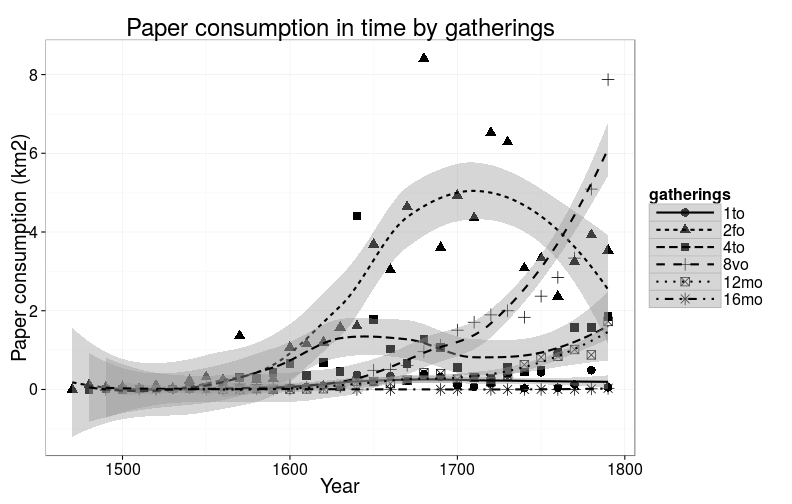 Paper consumption in time by gatherings
Paper consumption (km2)
8
6
4
2
0
1500
1600
1700
1800
Year
gatherings
1to
2fo
4to
8vo
12mo
16mo